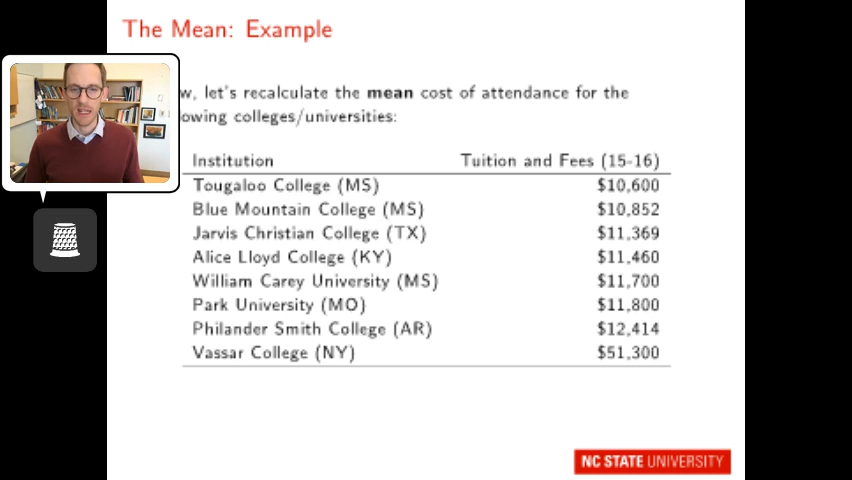 The Mean: Example
w, let's recalculate the mean cost of attendance for the
owing colleges/universities:
Institution Tuition and Fees (15-16)
Tougaloo College (MS) $10,600
Blue Mountain College (MS) $10,852
Jarvis Christian College (TX) $11,369
Alice Lloyd College (KY) $11,460
William Carey University (MS) $11,700
Park University (MO) $11,800
Philander Smith College (AR) $12,414
Vassar College (NY) $51,300
NC STATE UNIVERSITY